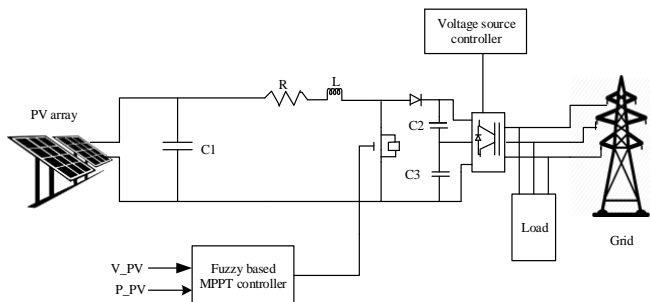 Voltage source
controller
R
L
PV array
C1
C2
C3
Load
Grid
V_PV
P_PV
Fuzzy based
MPPT controller